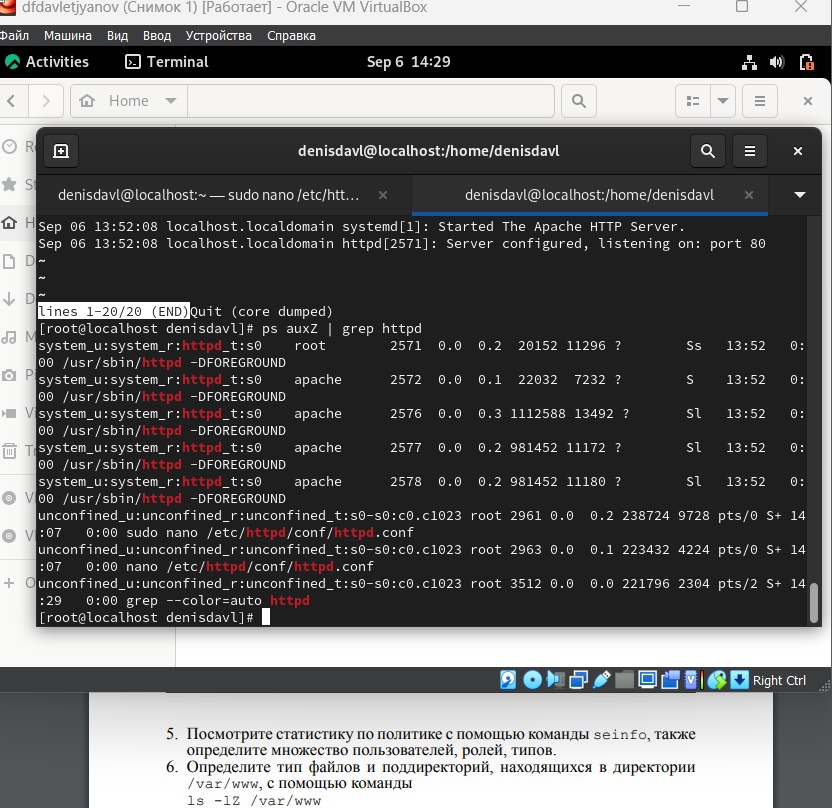 dfdavletjyanov (Снимок 1) [Работает] - Oracle VM VirtualBox
Файл Машина Вид Ввод Устройства Справка
Activities Terminal Sep 6 14:29
Home
denisdavl@localhost:/home/denisdavl
denisdavl@localhost:~ — sudo nano /etc/htt... denisdavl@localhost:/home/denisdavl
Sep 06 13:52:08 localhost.localdomain systemd[1]: Started The Apache HTTP Server.
Sep 06 13:52:08 localhost.localdomain httpd[2571]: Server configured, listening on: port 80
~
~
~
lines 1-20/20 (END)Quit (core dumped)
[root@localhost denisdavl]# ps auxZ | grep httpd
system_u:system_r:httpd_t:s0 root 2571 0.0 0.2 20152 11296 ? Ss 13:52 0:
00 /usr/sbin/httpd -DFOREGROUND
system_u:system_r:httpd_t:s0 apache 2572 0.0 0.1 22032 7232 ? S 13:52 0:
00 /usr/sbin/httpd -DFOREGROUND
system_u:system_r:httpd_t:s0 apache 2576 0.0 0.3 1112588 13492 ? Sl 13:52 0:
00 /usr/sbin/httpd -DFOREGROUND
system_u:system_r:httpd_t:s0 apache 2577 0.0 0.2 981452 11172 ? Sl 13:52 0:
00 /usr/sbin/httpd -DFOREGROUND
system_u:system_r:httpd_t:s0 apache 2578 0.0 0.2 981452 11180 ? Sl 13:52 0:
00 /usr/sbin/httpd -DFOREGROUND
unconfined_u:unconfined_r:unconfined_t:s0-s0:c0.c1023 root 2961 0.0 0.2 238724 9728 pts/0 S+ 14
:07 0:00 sudo nano /etc/httpd/conf/httpd.conf
unconfined_u:unconfined_r:unconfined_t:s0-s0:c0.c1023 root 2963 0.0 0.1 223432 4224 pts/0 S+ 14
:07 0:00 nano /etc/httpd/conf/httpd.conf
unconfined_u:unconfined_r:unconfined_t:s0-s0:c0.c1023 root 3512 0.0 0.0 221796 2304 pts/2 S+ 14
:29 0:00 grep --color=auto httpd
[root@localhost denisdavl]#
Right Ctrl
5. Посмотрите статистику по политике с помощью команды seinfo, также
определите множество пользователей, ролей, типов.
6. Определите тип файлов и поддиректорий, находящихся в директории
/var/www, с помощью команды
ls -lZ /var/www